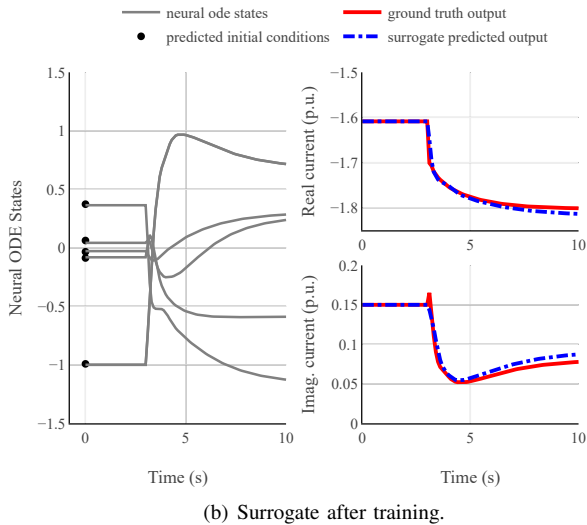 neural ode states
ground truth output
predicted initial conditions
surrogate predicted output
Neural ODE States
1
0.5
0
−0.5
−1
−1.5
0
5
10
Time (s)
Real current (p.u.)
−1.5
−1.6
−1.7
−1.8
0
5
10
Imag. current (p.u.)
0.2
0.15
0.1
0.05
0
0
5
10
Time (s)
(b) Surrogate after training.